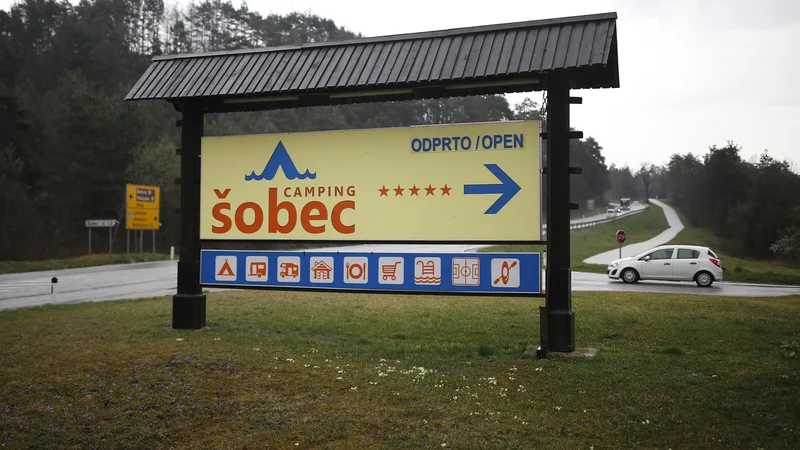 ODPRTO / OPEN
CAMPING
šobec